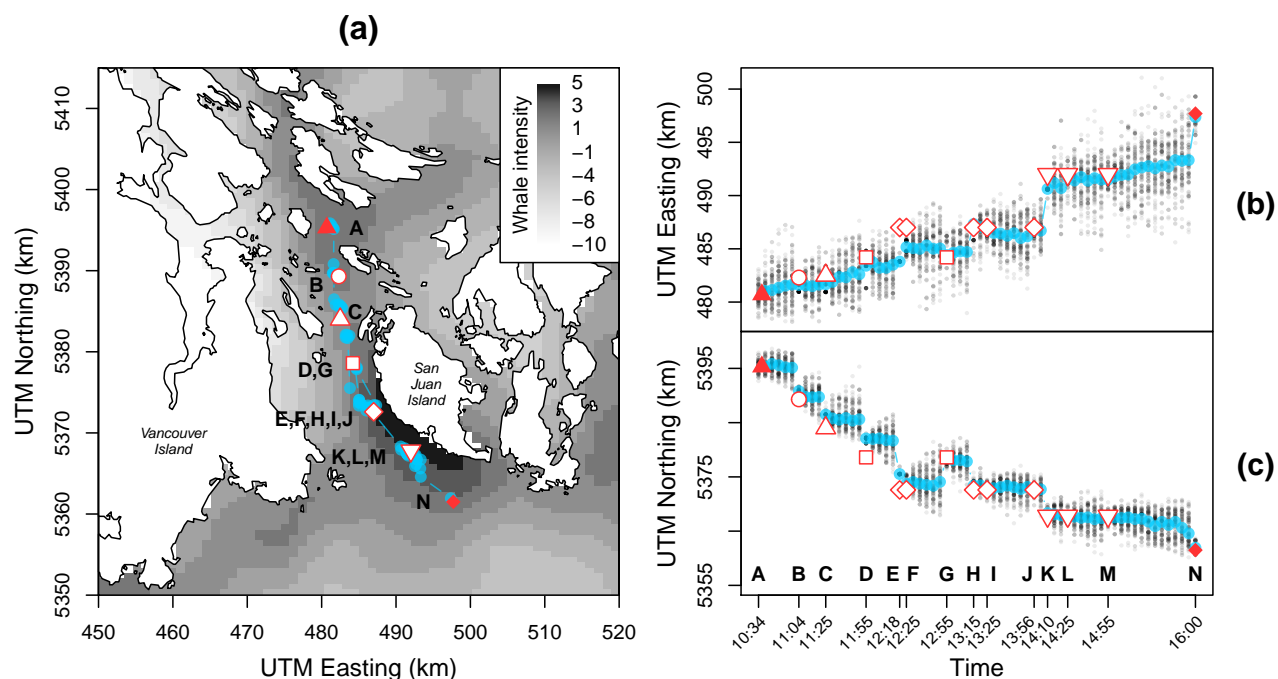 (a)
UTM Northing (km)
5350 5360 5370 5380 5390 5400 5410
450 460 470 480 490 500 510 520
UTM Easting (km)
Whale intensity
5
3
1
−1
−4
−6
−8
−10
A
B
C
D,G
E,F,H,I,J
K,L,M
N
San
Juan
Island
Vancouver
Island
(b)
UTM Easting (km)
480 485 490 495 500
(c)
UTM Northing (km)
5355 5375 5395
A B C D E F G H I J K L M N
10:34 11:04 11:25 11:55 12:18 12:25 12:55 13:15 13:25 13:56 14:10 14:25 14:55 16:00
Time